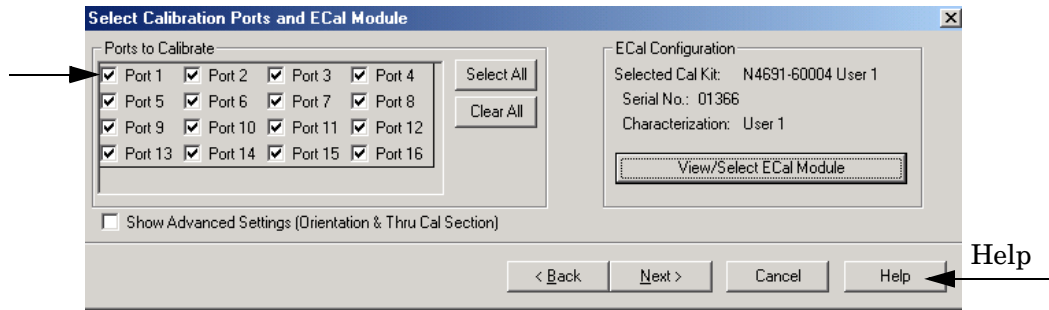 Select Calibration Ports and ECal Module
Ports to Calibrate
Port 1 Port 2 Port 3 Port 4
Port 5 Port 6 Port 7 Port 8
Port 9 Port 10 Port 11 Port 12
Port 13 Port 14 Port 15 Port 16
Select All
Clear All
ECal Configuration
Selected Cal Kit: N4691-60004 User 1
Serial No.: 01366
Characterization: User 1
View/Select ECal Module
Show Advanced Settings (Orientation & Thru Cal Section)
< Back Next > Cancel Help
Help